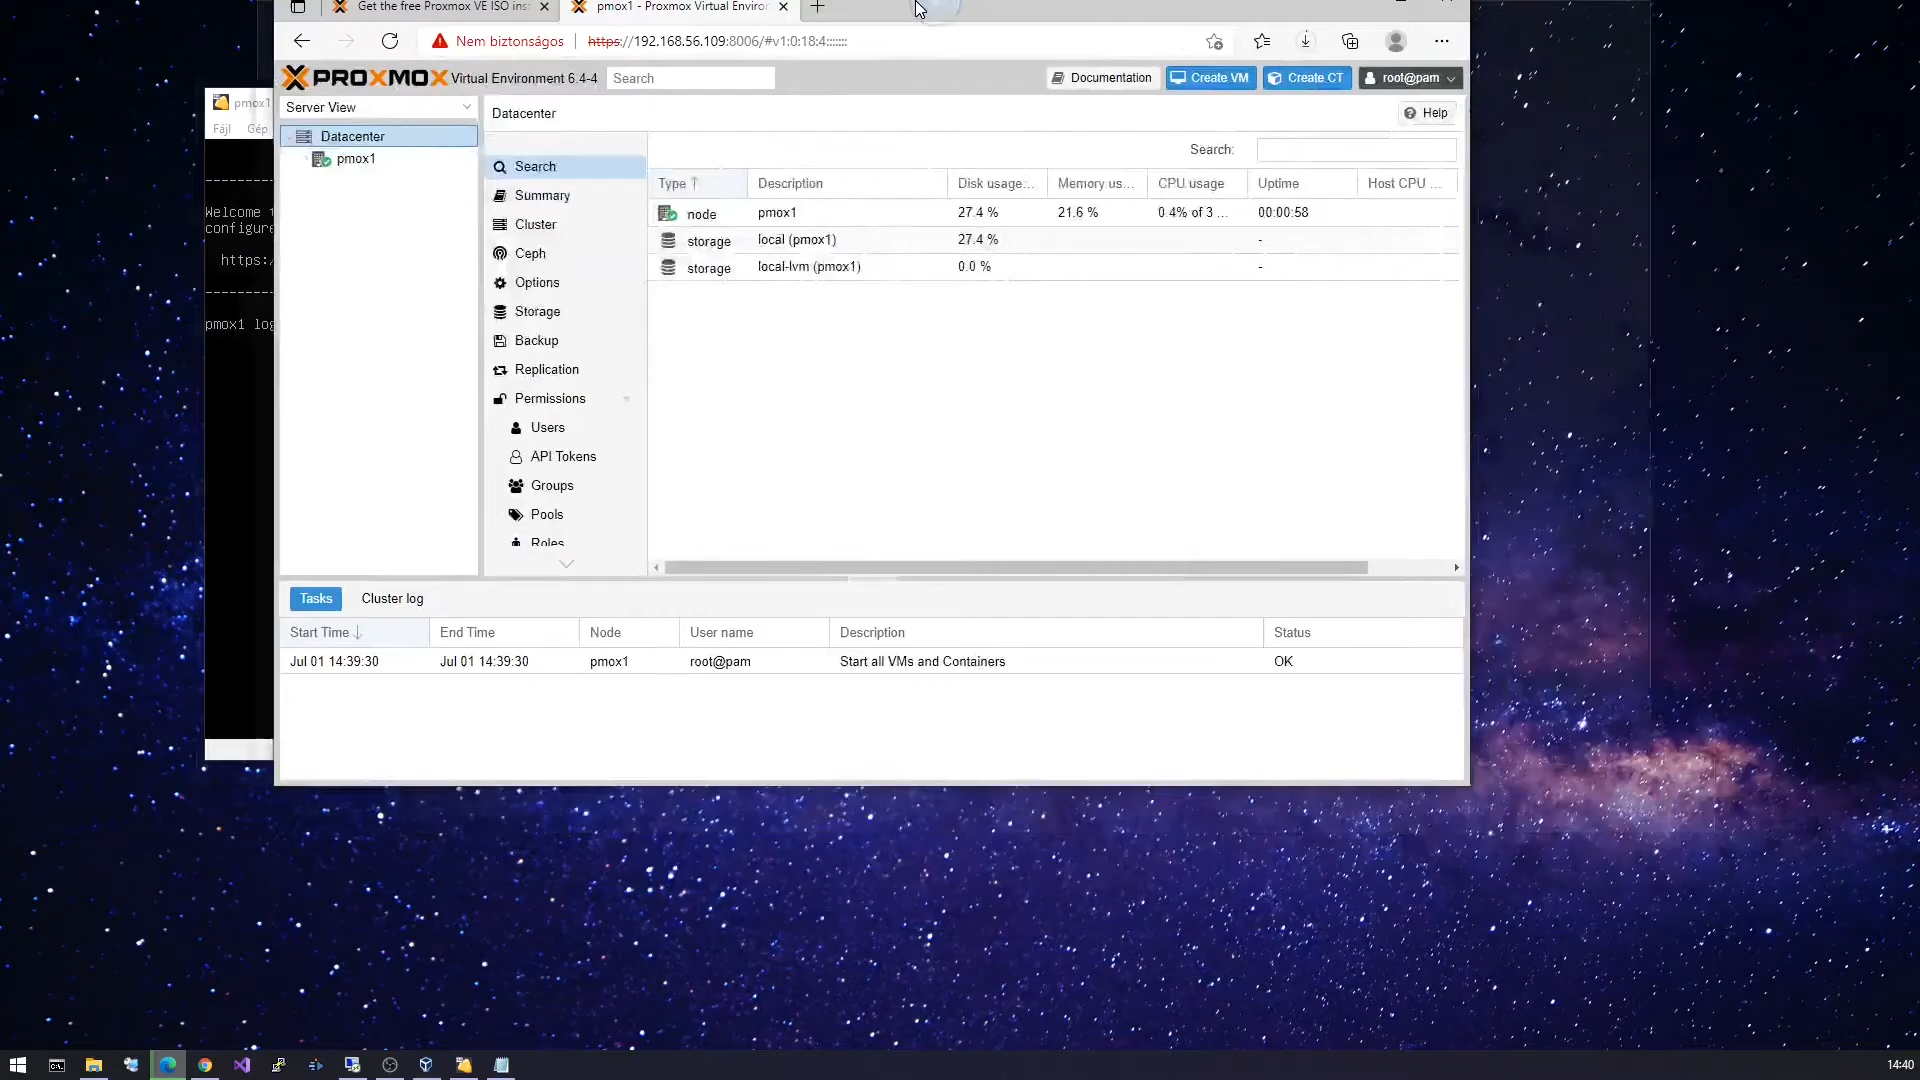 Get the free Proxmox VE ISO ins
pmox1 - Proxmox Virtual Enviror
Nem biztonságos
https://192.168.56.109:8006/#v1:0:18:4:::::::
PROXMOX Virtual Environment 6.4-4
Search
Documentation
Create VM
Create CT
root@pam
pmox1
Fájl Gép
Welcome
configure
https:/
pmox1 log
Server View
Datacenter
pmox1
Datacenter
Help
Search
Summary
Cluster
Ceph
Options
Storage
Backup
Replication
Permissions
Users
API Tokens
Groups
Pools
Roles
Search:
Type Description Disk usage... Memory us... CPU usage Uptime Host CPU ...
node pmox1 27.4 % 21.6 % 0.4% of 3 ... 00:00:58
storage local (pmox1) 27.4 % -
storage local-lvm (pmox1) 0.0 % -
Tasks Cluster log
Start Time End Time Node User name Description Status
Jul 01 14:39:30 Jul 01 14:39:30 pmox1 root@pam Start all VMs and Containers OK
14:40